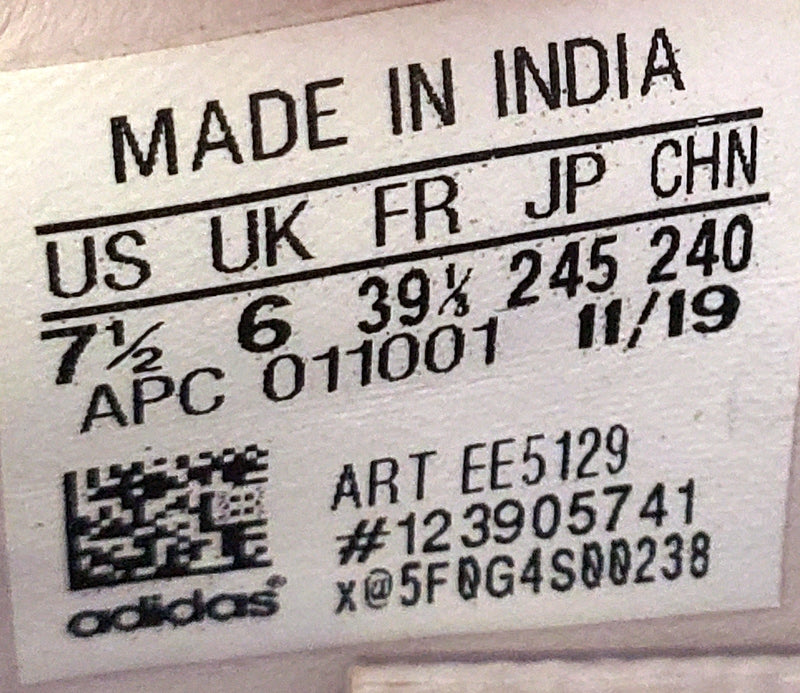 MADE IN INDIA
US UK FR JP CHN
7½ 6 39⅓ 245 240
APC 011001 11/19
ART EE5129
#123905741
x@5F0G4S00238
adidas®